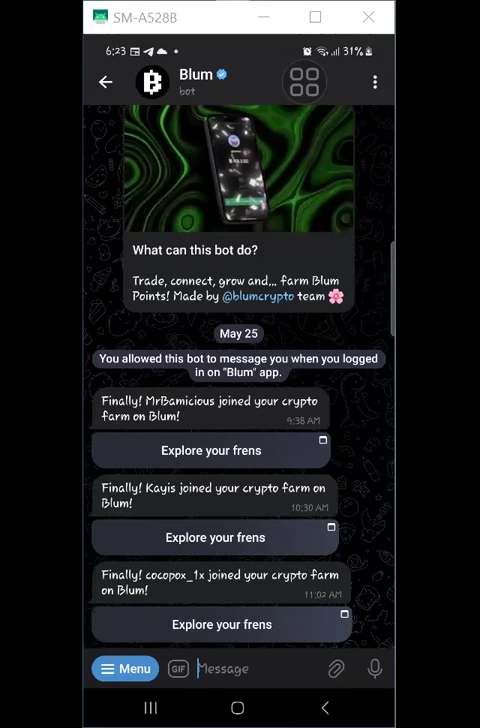 SM-A528B
6:23
31%
Blum
bot
What can this bot do?
Trade, connect, grow and... farm Blum
Points! Made by @blumcrypto team 🌸
May 25
You allowed this bot to message you when you logged
in on "Blum" app.
Finally! MrBamicious joined your crypto
farm on Blum!
9:38 AM
Explore your frens
Finally! Kayis joined your crypto farm on
Blum!
10:30 AM
Explore your frens
Finally! cocopox_1x joined your crypto farm
on Blum!
11:02 AM
Explore your frens
Menu
GIF
Message